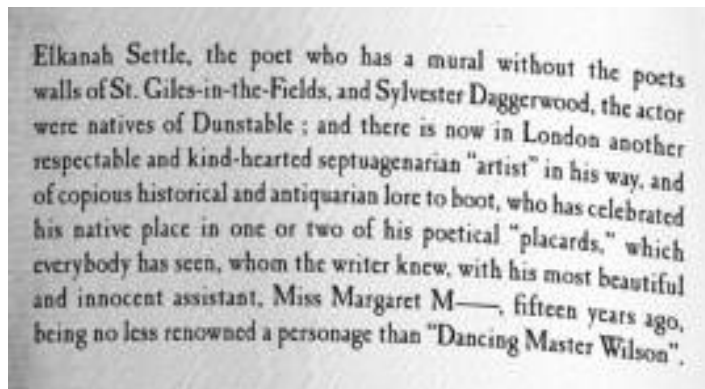 Elkanah Settle, the poet who has a mural without the poets
walls of St. Giles-in-the-Fields, and Sylvester Daggerwood, the actor
were natives of Dunstable ; and there is now in London another
respectable and kind-hearted septuagenarian "artist" in his way, and
of copious historical and antiquarian lore to boot, who has celebrated
his native place in one or two of his poetical "placards," which
everybody has seen, whom the writer knew, with his most beautiful
and innocent assistant, Miss Margaret M——, fifteen years ago,
being no less renowned a personage than "Dancing Master Wilson".